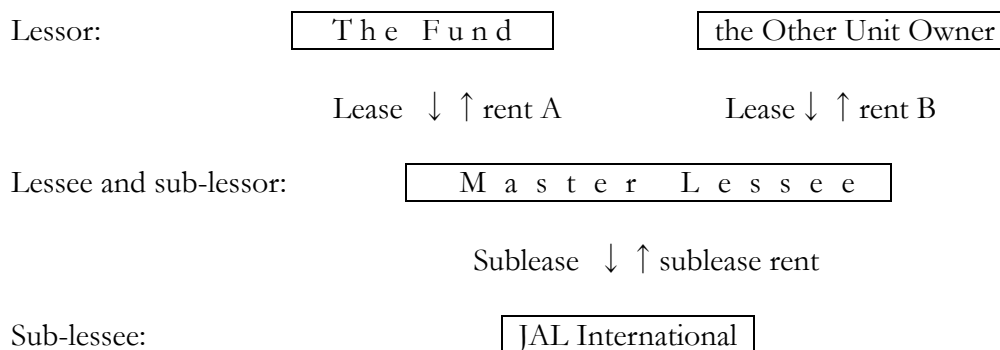 Lessor: The Fund the Other Unit Owner
Lease ↓ ↑ rent A Lease ↓ ↑ rent B
Lessee and sub-lessor: Master Lessee
Sublease ↓ ↑ sublease rent
Sub-lessee: JAL International